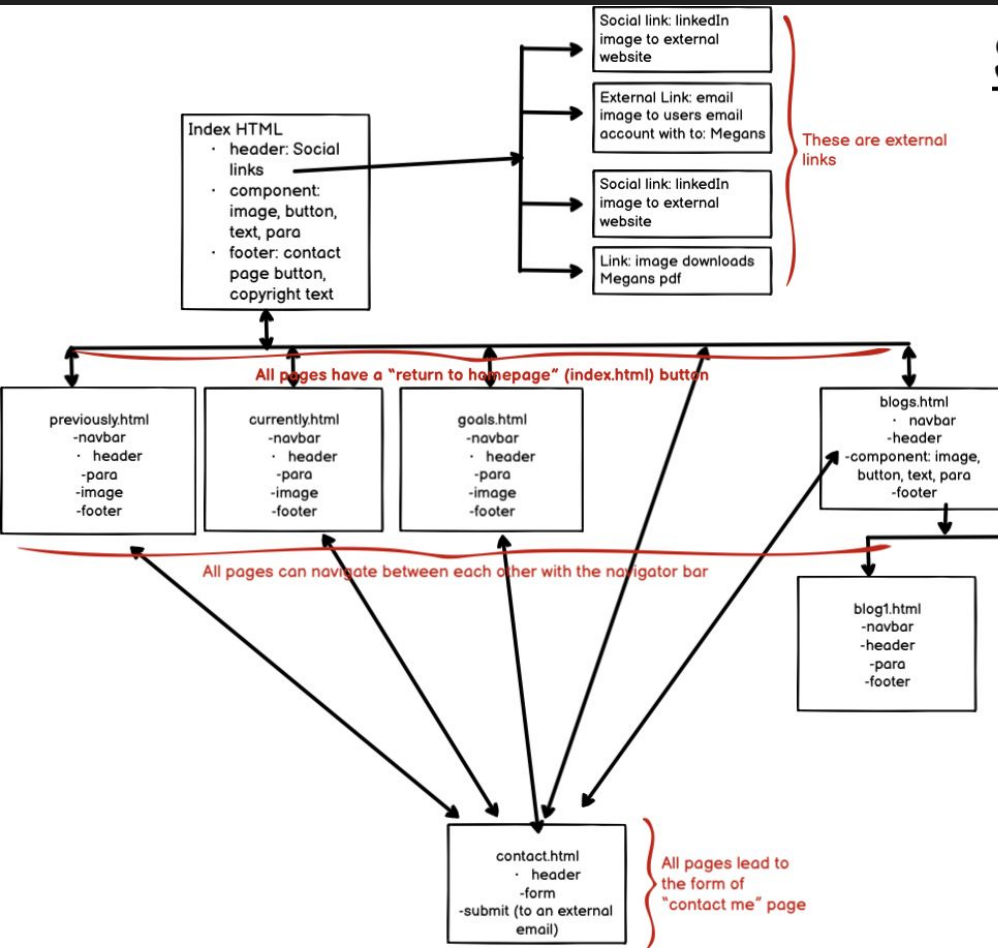 Social link: linkedIn
image to external
website
External Link: email
image to users email
account with to: Megans
Social link: linkedIn
image to external
website
Link: image downloads
Megans pdf
These are external
links
Index HTML
· header: Social
links
· component:
image, button,
text, para
· footer: contact
page button,
copyright text
All pages have a “return to homepage” (index.html) button
previously.html
-navbar
· header
-para
-image
-footer
currently.html
-navbar
· header
-para
-image
-footer
goals.html
-navbar
· header
-para
-image
-footer
blogs.html
· navbar
-header
-component: image,
button, text, para
-footer
All pages can navigate between each other with the navigator bar
blog1.html
-navbar
-header
-para
-footer
contact.html
· header
-form
-submit (to an external
email)
All pages lead to
the form of
“contact me” page